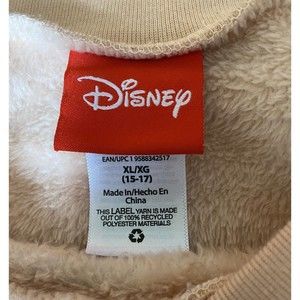 Disney
EAN/UPC 1 9588342517
XL/XG
(15-17)
Made In/Hecho En
China
THIS LABEL YARN IS MADE
OUT OF 100% RECYCLED
POLYESTER MATERIALS